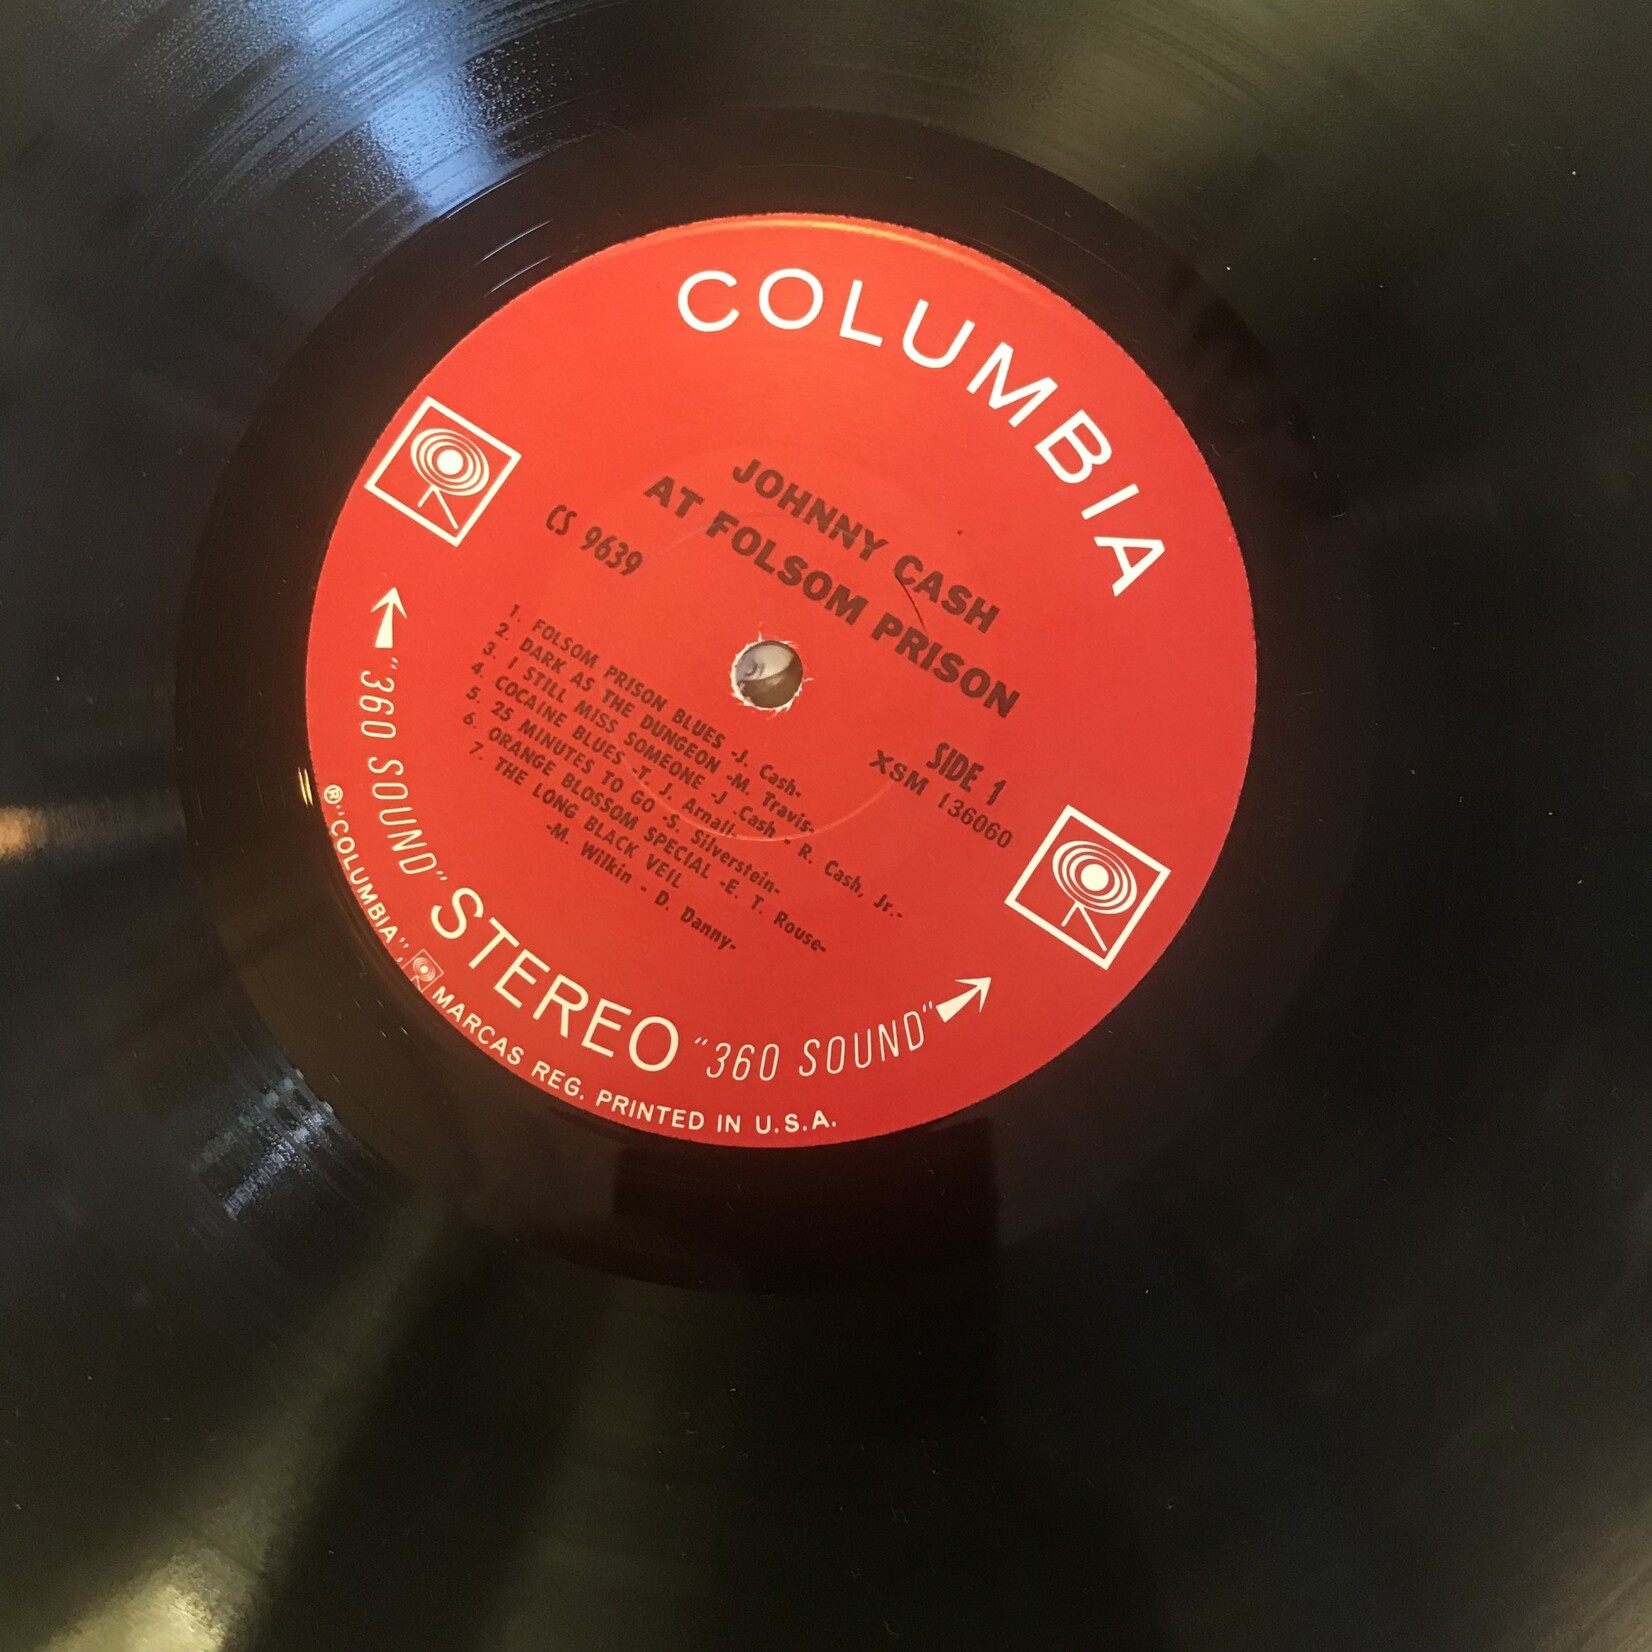 COLUMBIA
JOHNNY CASH
AT FOLSOM PRISON
CS 9639
SIDE 1
XSM 136060
1. FOLSOM PRISON BLUES -J. Cash-
2. DARK AS THE DUNGEON -M. Travis-
3. I STILL MISS SOMEONE -J. Cash - R. Cash, Jr.-
4. COCAINE BLUES -T. J. Arnall-
5. 25 MINUTES TO GO -S. Silverstein-
6. ORANGE BLOSSOM SPECIAL -E. T. Rouse-
7. THE LONG BLACK VEIL
-M. Wilkin - D. Danny-
"360 SOUND" STEREO "360 SOUND"
®"COLUMBIA", MARCAS REG. PRINTED IN U.S.A.